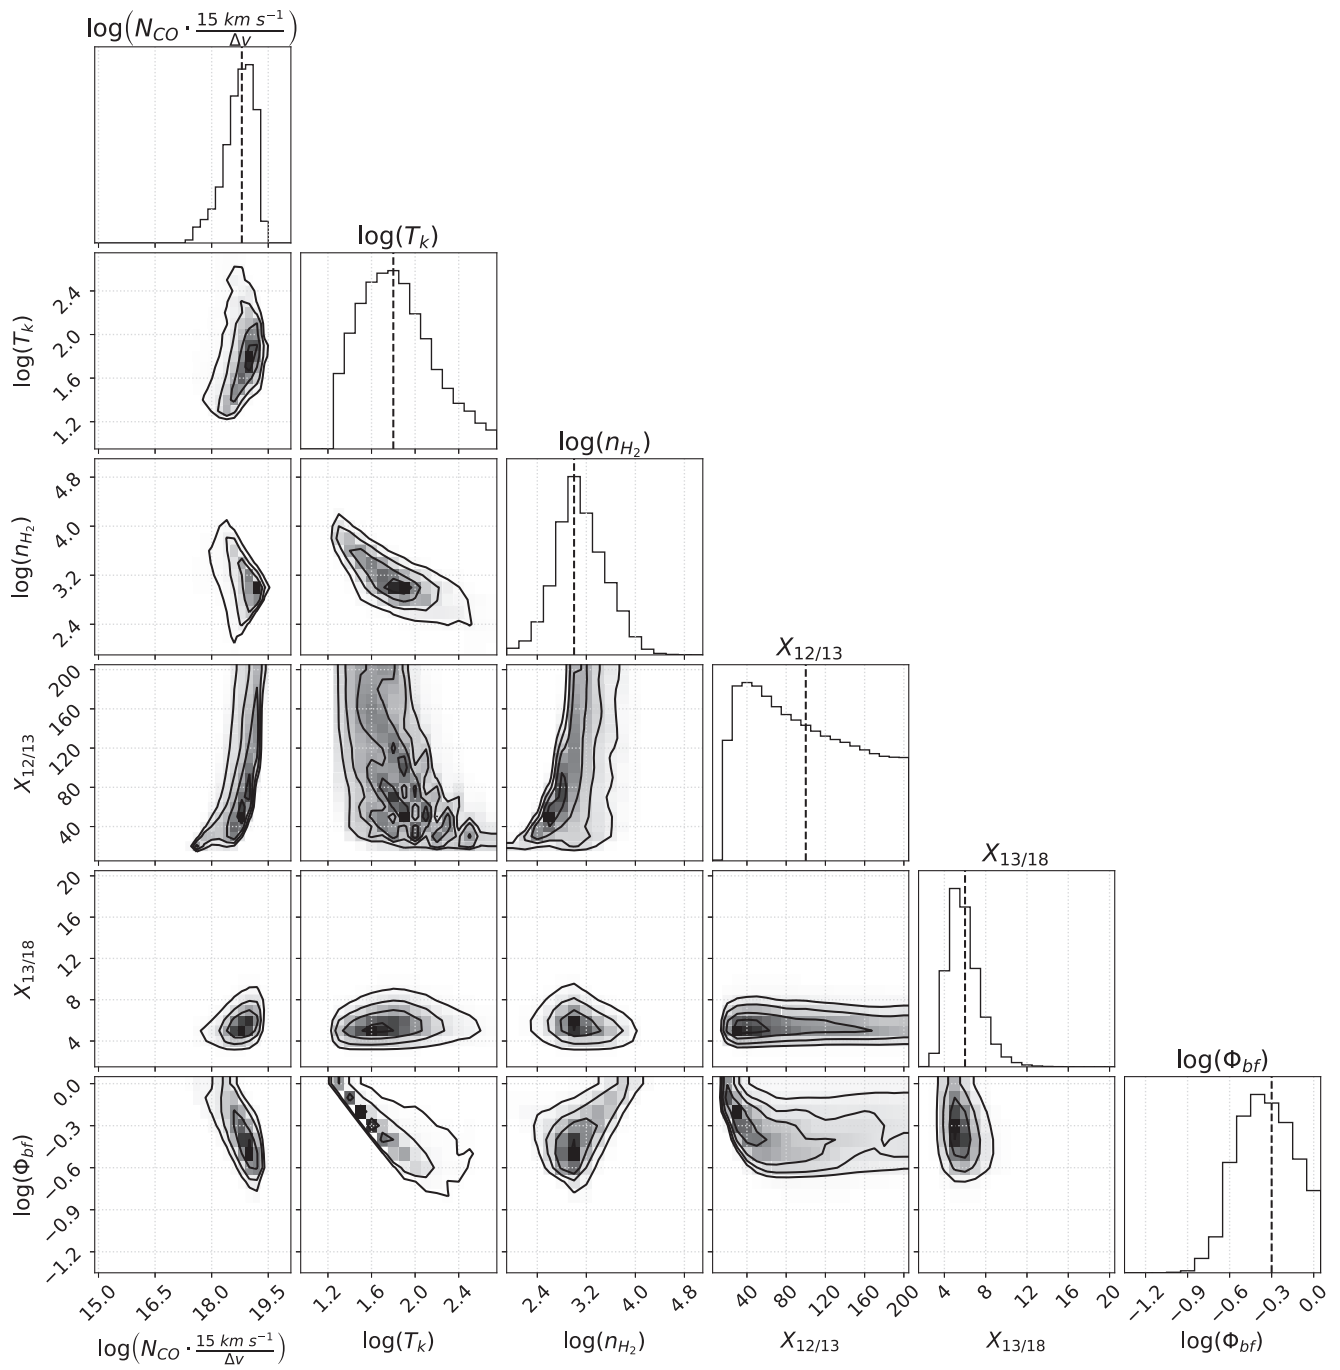 log(N_CO · 15 km s⁻¹ / Δv)
log(T_k)
2.4
2.0
1.6
1.2
log(T_k)
log(n_H₂)
4.8
4.0
3.2
2.4
log(n_H₂)
X_12/13
200
160
120
80
40
X_12/13
X_13/18
20
16
12
8
4
X_13/18
log(Φ_bf)
0.0
−0.3
−0.6
−0.9
−1.2
log(Φ_bf)
15.0 16.5 18.0 19.5 1.2 1.6 2.0 2.4 2.4 3.2 4.0 4.8 40 80 120 160 200 4 8 12 16 20 −1.2 −0.9 −0.6 −0.3 0.0
log(N_CO · 15 km s⁻¹ / Δv) log(T_k) log(n_H₂) X_12/13 X_13/18 log(Φ_bf)